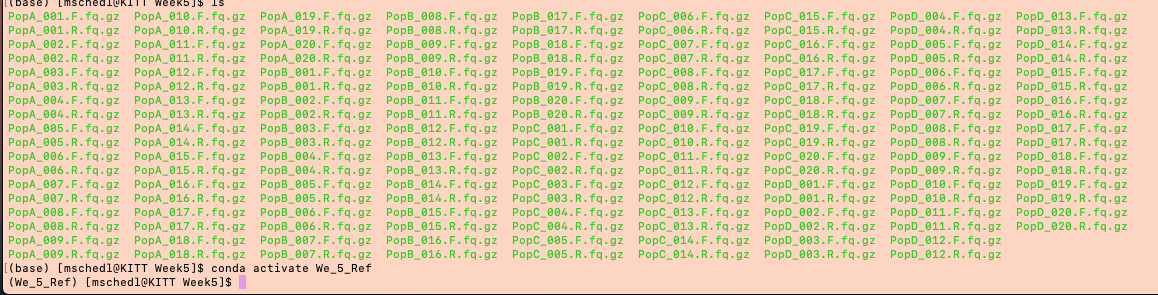 [(base) [mschedl@KITT Week5]$ ls
PopA_001.F.fq.gz  PopA_010.F.fq.gz  PopA_019.F.fq.gz  PopB_008.F.fq.gz  PopB_017.F.fq.gz  PopC_006.F.fq.gz  PopC_015.F.fq.gz  PopD_004.F.fq.gz  PopD_013.F.fq.gz
PopA_001.R.fq.gz  PopA_010.R.fq.gz  PopA_019.R.fq.gz  PopB_008.R.fq.gz  PopB_017.R.fq.gz  PopC_006.R.fq.gz  PopC_015.R.fq.gz  PopD_004.R.fq.gz  PopD_013.R.fq.gz
PopA_002.F.fq.gz  PopA_011.F.fq.gz  PopA_020.F.fq.gz  PopB_009.F.fq.gz  PopB_018.F.fq.gz  PopC_007.F.fq.gz  PopC_016.F.fq.gz  PopD_005.F.fq.gz  PopD_014.F.fq.gz
PopA_002.R.fq.gz  PopA_011.R.fq.gz  PopA_020.R.fq.gz  PopB_009.R.fq.gz  PopB_018.R.fq.gz  PopC_007.R.fq.gz  PopC_016.R.fq.gz  PopD_005.R.fq.gz  PopD_014.R.fq.gz
PopA_003.F.fq.gz  PopA_012.F.fq.gz  PopB_001.F.fq.gz  PopB_010.F.fq.gz  PopB_019.F.fq.gz  PopC_008.F.fq.gz  PopC_017.F.fq.gz  PopD_006.F.fq.gz  PopD_015.F.fq.gz
PopA_003.R.fq.gz  PopA_012.R.fq.gz  PopB_001.R.fq.gz  PopB_010.R.fq.gz  PopB_019.R.fq.gz  PopC_008.R.fq.gz  PopC_017.R.fq.gz  PopD_006.R.fq.gz  PopD_015.R.fq.gz
PopA_004.F.fq.gz  PopA_013.F.fq.gz  PopB_002.F.fq.gz  PopB_011.F.fq.gz  PopB_020.F.fq.gz  PopC_009.F.fq.gz  PopC_018.F.fq.gz  PopD_007.F.fq.gz  PopD_016.F.fq.gz
PopA_004.R.fq.gz  PopA_013.R.fq.gz  PopB_002.R.fq.gz  PopB_011.R.fq.gz  PopB_020.R.fq.gz  PopC_009.R.fq.gz  PopC_018.R.fq.gz  PopD_007.R.fq.gz  PopD_016.R.fq.gz
PopA_005.F.fq.gz  PopA_014.F.fq.gz  PopB_003.F.fq.gz  PopB_012.F.fq.gz  PopC_001.F.fq.gz  PopC_010.F.fq.gz  PopC_019.F.fq.gz  PopD_008.F.fq.gz  PopD_017.F.fq.gz
PopA_005.R.fq.gz  PopA_014.R.fq.gz  PopB_003.R.fq.gz  PopB_012.R.fq.gz  PopC_001.R.fq.gz  PopC_010.R.fq.gz  PopC_019.R.fq.gz  PopD_008.R.fq.gz  PopD_017.R.fq.gz
PopA_006.F.fq.gz  PopA_015.F.fq.gz  PopB_004.F.fq.gz  PopB_013.F.fq.gz  PopC_002.F.fq.gz  PopC_011.F.fq.gz  PopC_020.F.fq.gz  PopD_009.F.fq.gz  PopD_018.F.fq.gz
PopA_006.R.fq.gz  PopA_015.R.fq.gz  PopB_004.R.fq.gz  PopB_013.R.fq.gz  PopC_002.R.fq.gz  PopC_011.R.fq.gz  PopC_020.R.fq.gz  PopD_009.R.fq.gz  PopD_018.R.fq.gz
PopA_007.F.fq.gz  PopA_016.F.fq.gz  PopB_005.F.fq.gz  PopB_014.F.fq.gz  PopC_003.F.fq.gz  PopC_012.F.fq.gz  PopD_001.F.fq.gz  PopD_010.F.fq.gz  PopD_019.F.fq.gz
PopA_007.R.fq.gz  PopA_016.R.fq.gz  PopB_005.R.fq.gz  PopB_014.R.fq.gz  PopC_003.R.fq.gz  PopC_012.R.fq.gz  PopD_001.R.fq.gz  PopD_010.R.fq.gz  PopD_019.R.fq.gz
PopA_008.F.fq.gz  PopA_017.F.fq.gz  PopB_006.F.fq.gz  PopB_015.F.fq.gz  PopC_004.F.fq.gz  PopC_013.F.fq.gz  PopD_002.F.fq.gz  PopD_011.F.fq.gz  PopD_020.F.fq.gz
PopA_008.R.fq.gz  PopA_017.R.fq.gz  PopB_006.R.fq.gz  PopB_015.R.fq.gz  PopC_004.R.fq.gz  PopC_013.R.fq.gz  PopD_002.R.fq.gz  PopD_011.R.fq.gz  PopD_020.R.fq.gz
PopA_009.F.fq.gz  PopA_018.F.fq.gz  PopB_007.F.fq.gz  PopB_016.F.fq.gz  PopC_005.F.fq.gz  PopC_014.F.fq.gz  PopD_003.F.fq.gz  PopD_012.F.fq.gz
PopA_009.R.fq.gz  PopA_018.R.fq.gz  PopB_007.R.fq.gz  PopB_016.R.fq.gz  PopC_005.R.fq.gz  PopC_014.R.fq.gz  PopD_003.R.fq.gz  PopD_012.R.fq.gz
[(base) [mschedl@KITT Week5]$ conda activate We_5_Ref
(We_5_Ref) [mschedl@KITT Week5]$